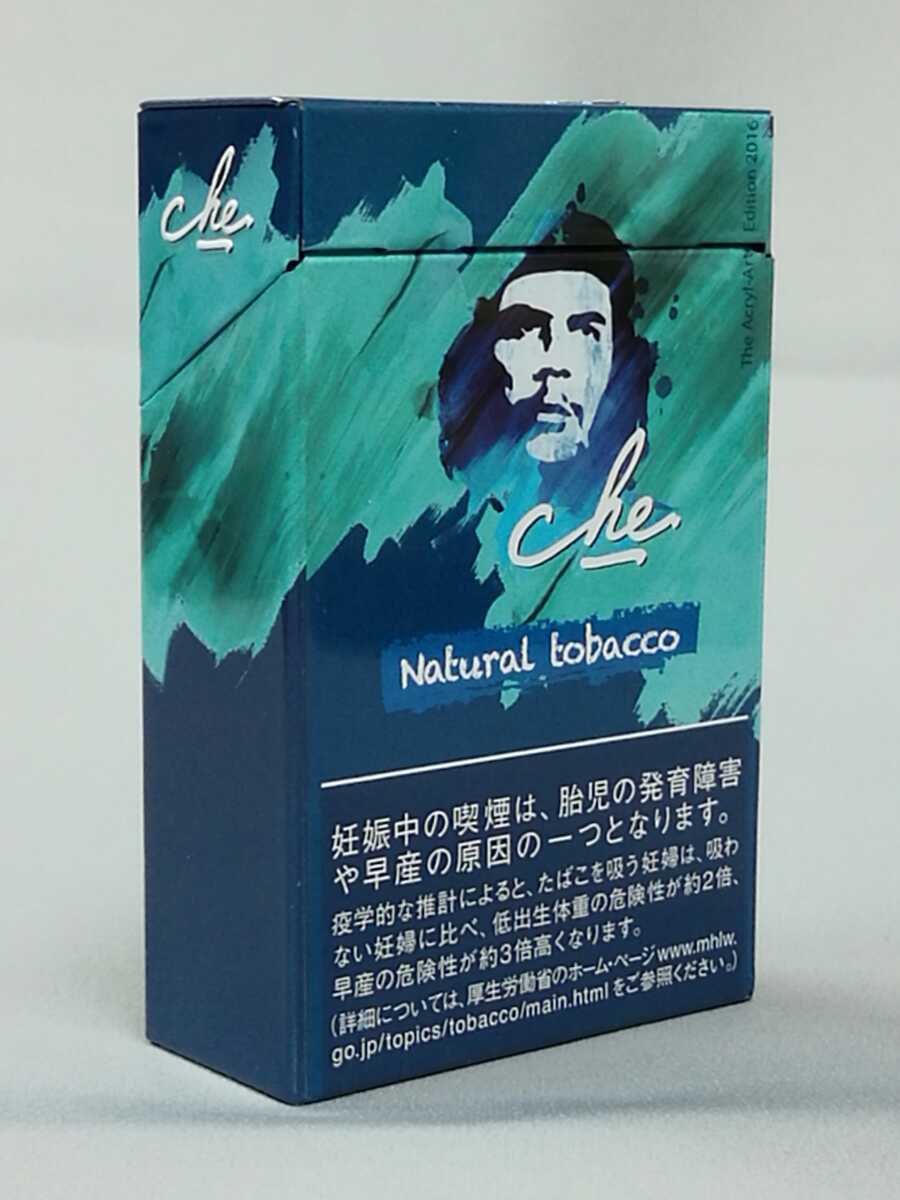 che
The Acryl-Art Edition 2016
che
Natural tobacco
妊娠中の喫煙は、胎児の発育障害
や早産の原因の一つとなります。
疫学的な推計によると、たばこを吸う妊婦は、吸わ
ない妊婦に比べ、低出生体重の危険性が約2倍、
早産の危険性が約3倍高くなります。
(詳細については、厚生労働省のホーム・ページwww.mhlw.
go.jp/topics/tobacco/main.htmlをご参照ください。)